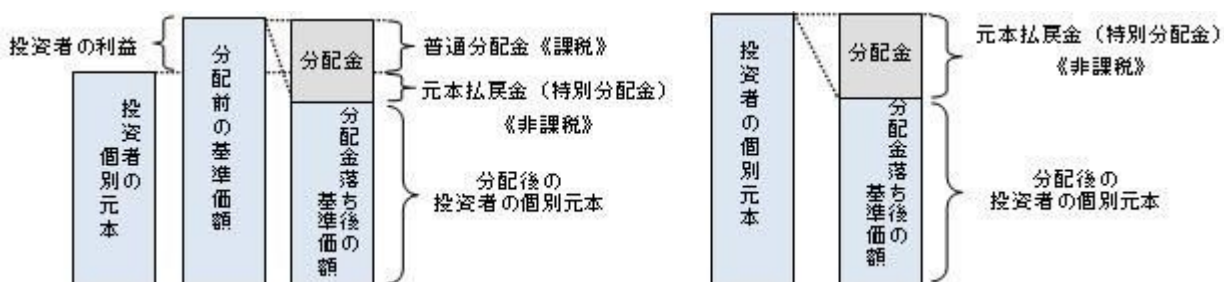 投資者の利益
投資者の
個別元本
分配前の基準価額
分配金
分配金落ち後の
基準価額
普通分配金《課税》
元本払戻金（特別分配金）
《非課税》
分配後の
投資者の個別元本
投資者の個別元本
分配金
分配金落ち後の
基準価額
元本払戻金（特別分配金）
《非課税》
分配後の
投資者の個別元本